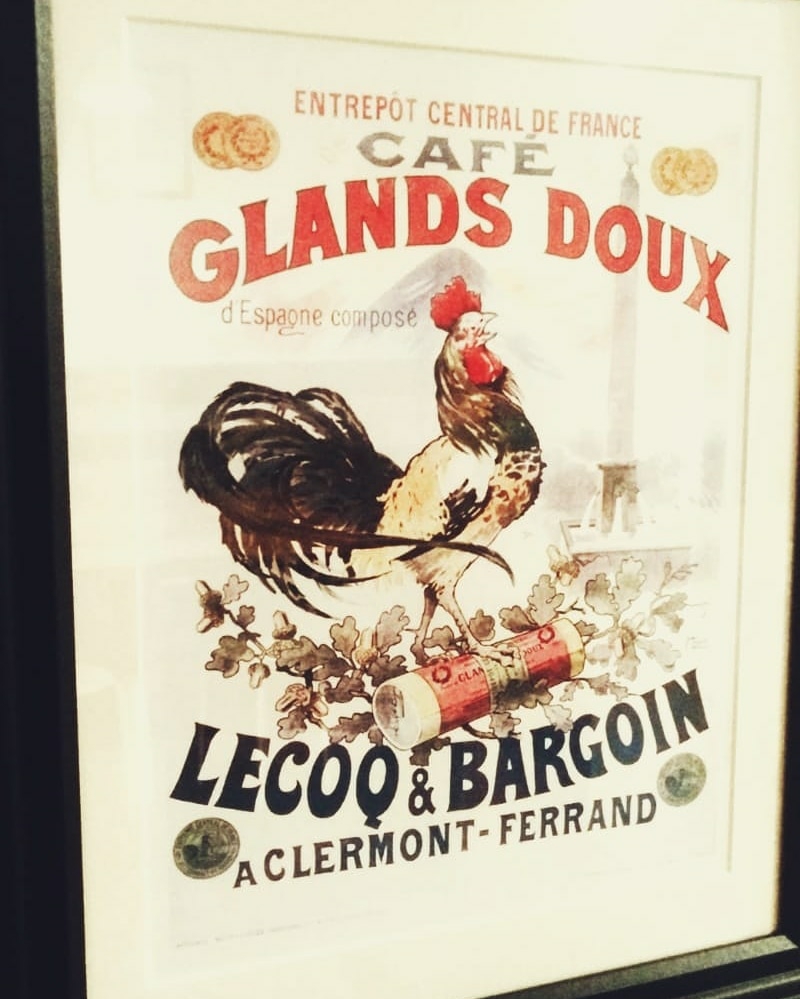 ENTREPÔT CENTRAL DE FRANCE
CAFÉ
GLANDS DOUX
d'Espagne composé
LECOQ & BARGOIN
A CLERMONT-FERRAND